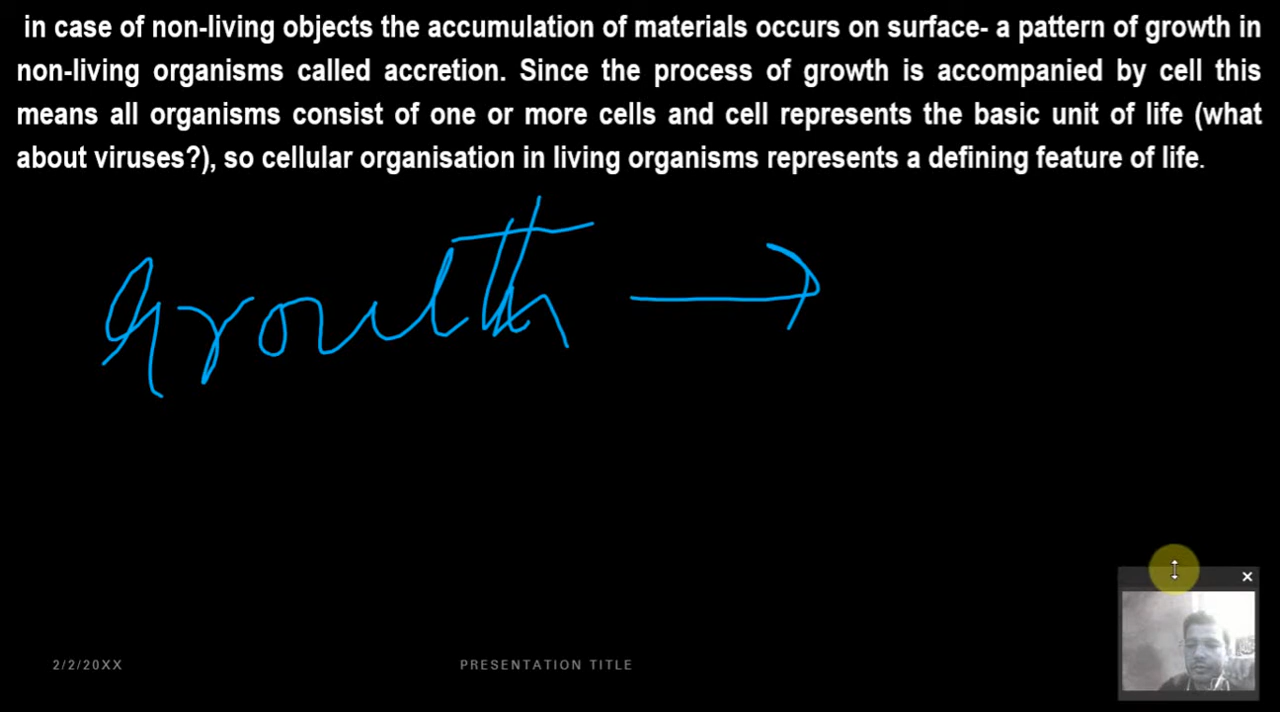 in case of non-living objects the accumulation of materials occurs on surface- a pattern of growth in
non-living organisms called accretion. Since the process of growth is accompanied by cell this
means all organisms consist of one or more cells and cell represents the basic unit of life (what
about viruses?), so cellular organisation in living organisms represents a defining feature of life.
Growth →
2/2/20XX
PRESENTATION TITLE